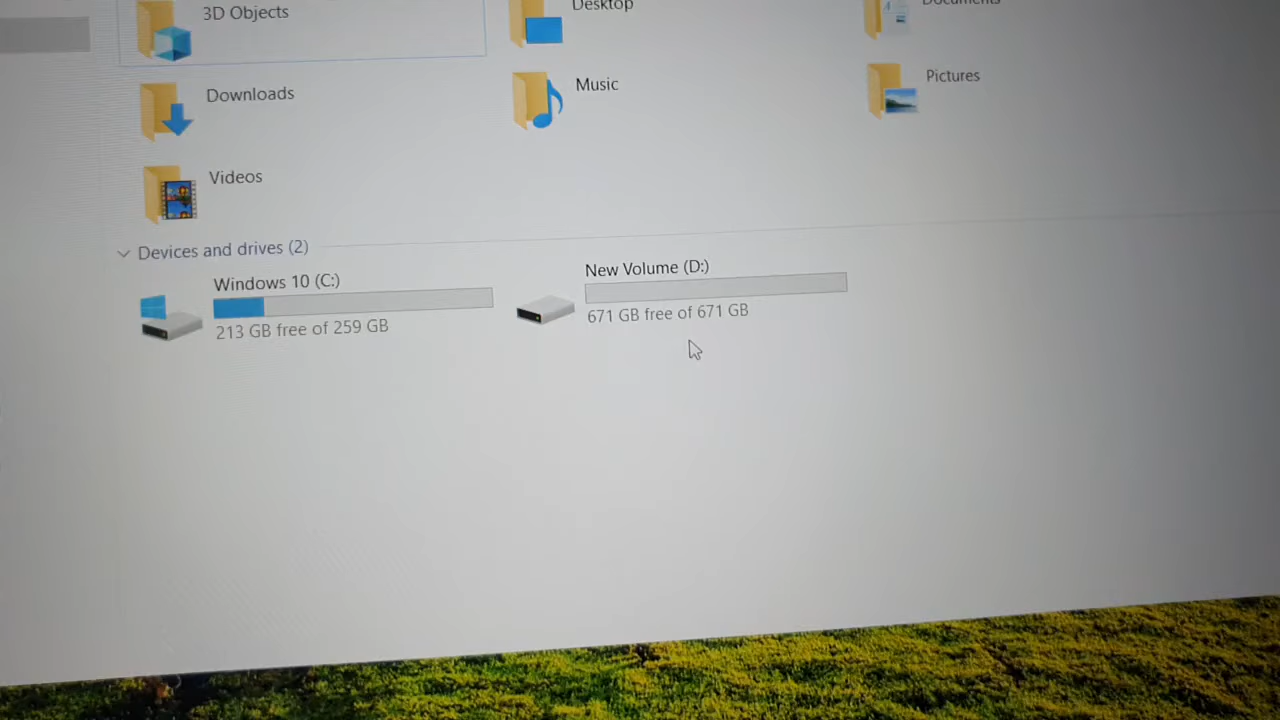 3D Objects
Desktop
Documents
Downloads
Music
Pictures
Videos
Devices and drives (2)
Windows 10 (C:)
213 GB free of 259 GB
New Volume (D:)
671 GB free of 671 GB